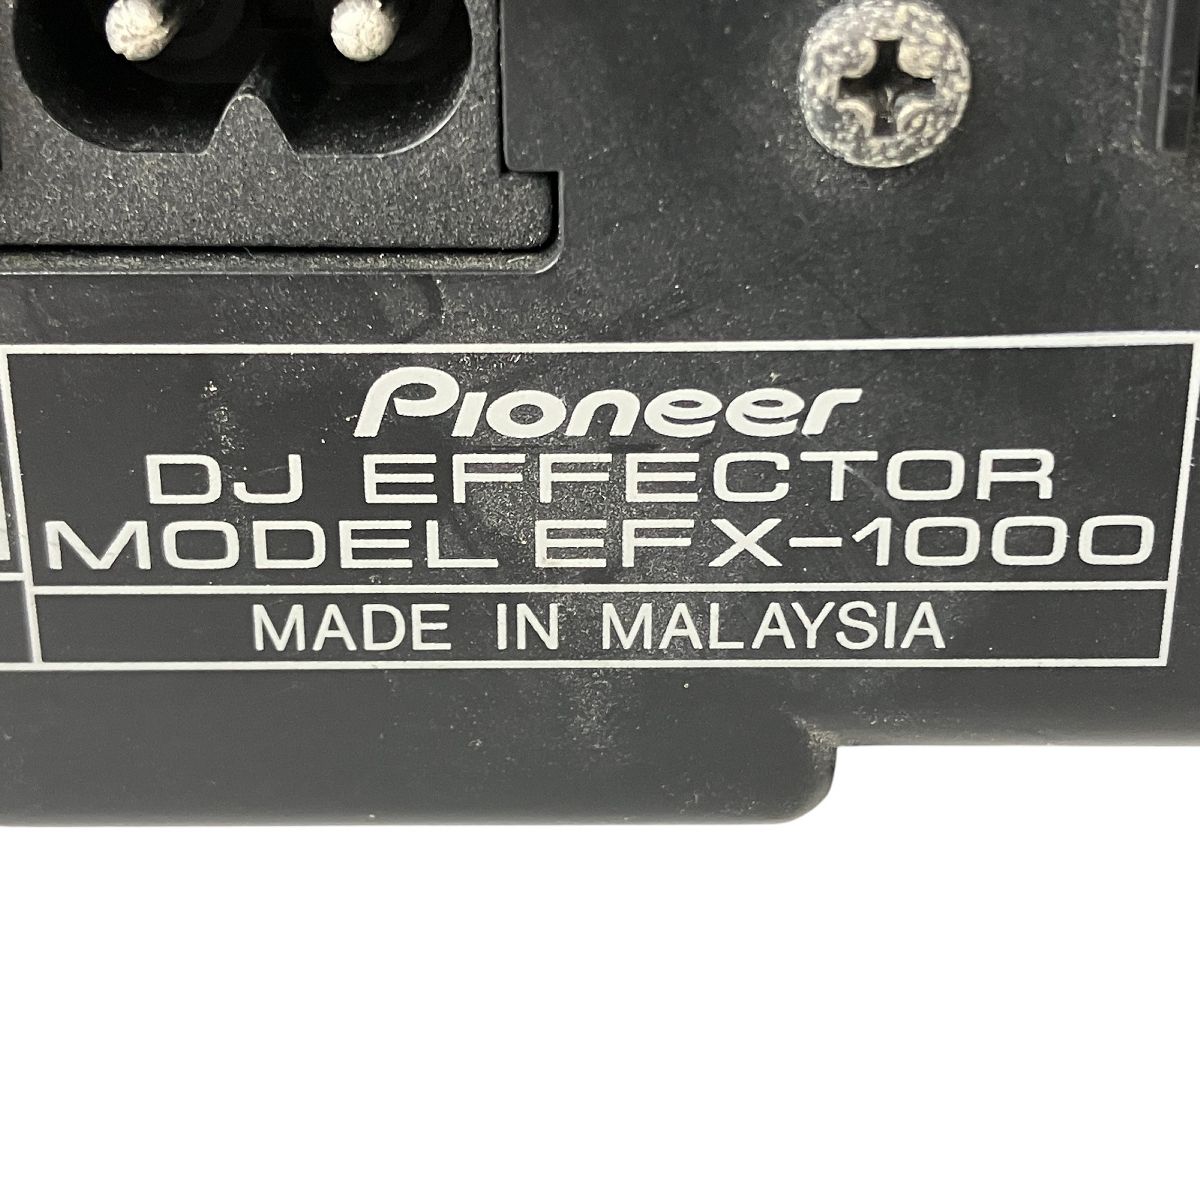 Pioneer
DJ EFFECTOR
MODEL EFX-1000
MADE IN MALAYSIA